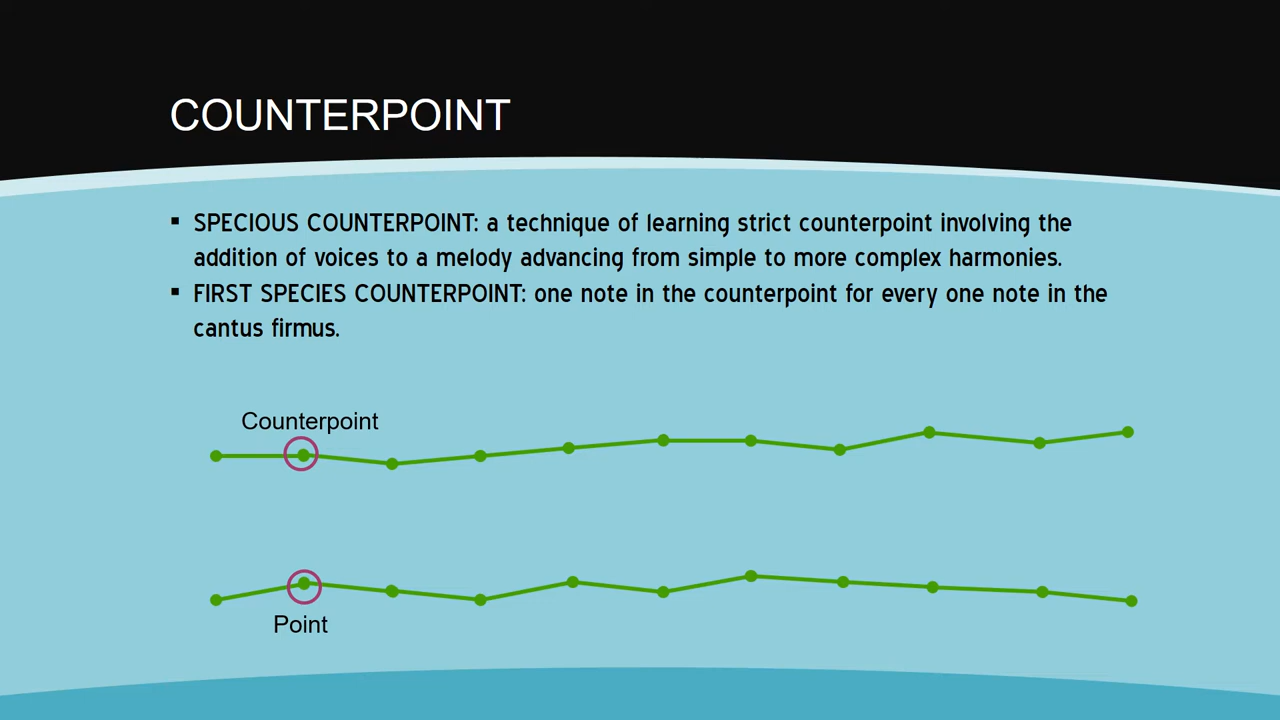 COUNTERPOINT
▪ SPECIOUS COUNTERPOINT: a technique of learning strict counterpoint involving the
addition of voices to a melody advancing from simple to more complex harmonies.
▪ FIRST SPECIES COUNTERPOINT: one note in the counterpoint for every one note in the
cantus firmus.
Counterpoint
Point